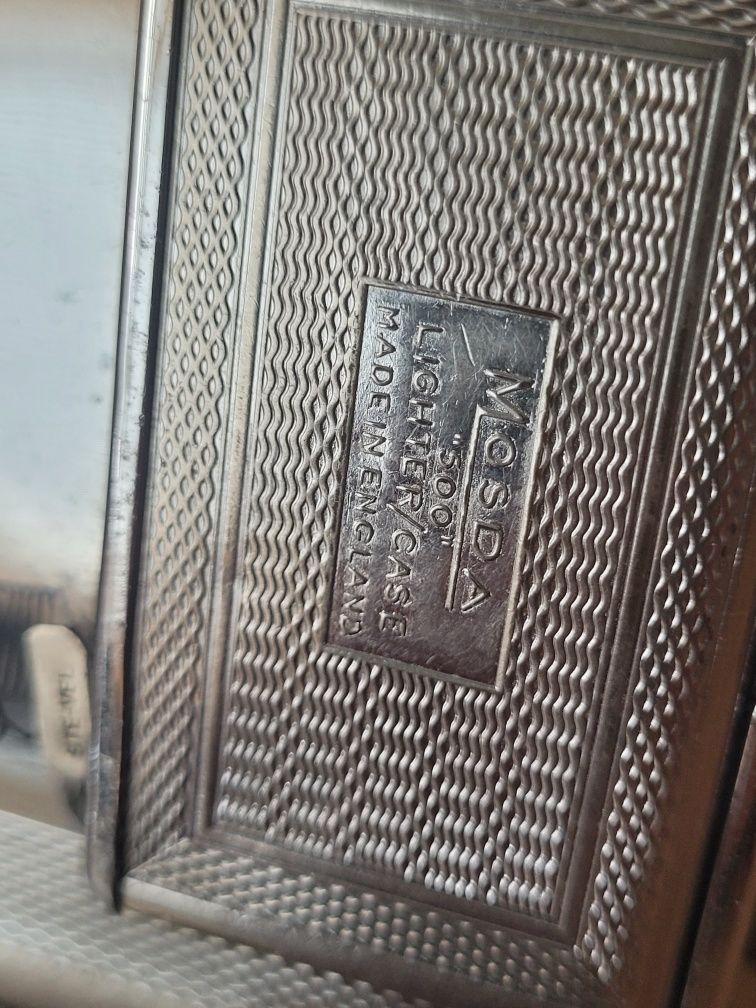 MOSDA
"500"
LIGHTER/CASE
MADE IN ENGLAND